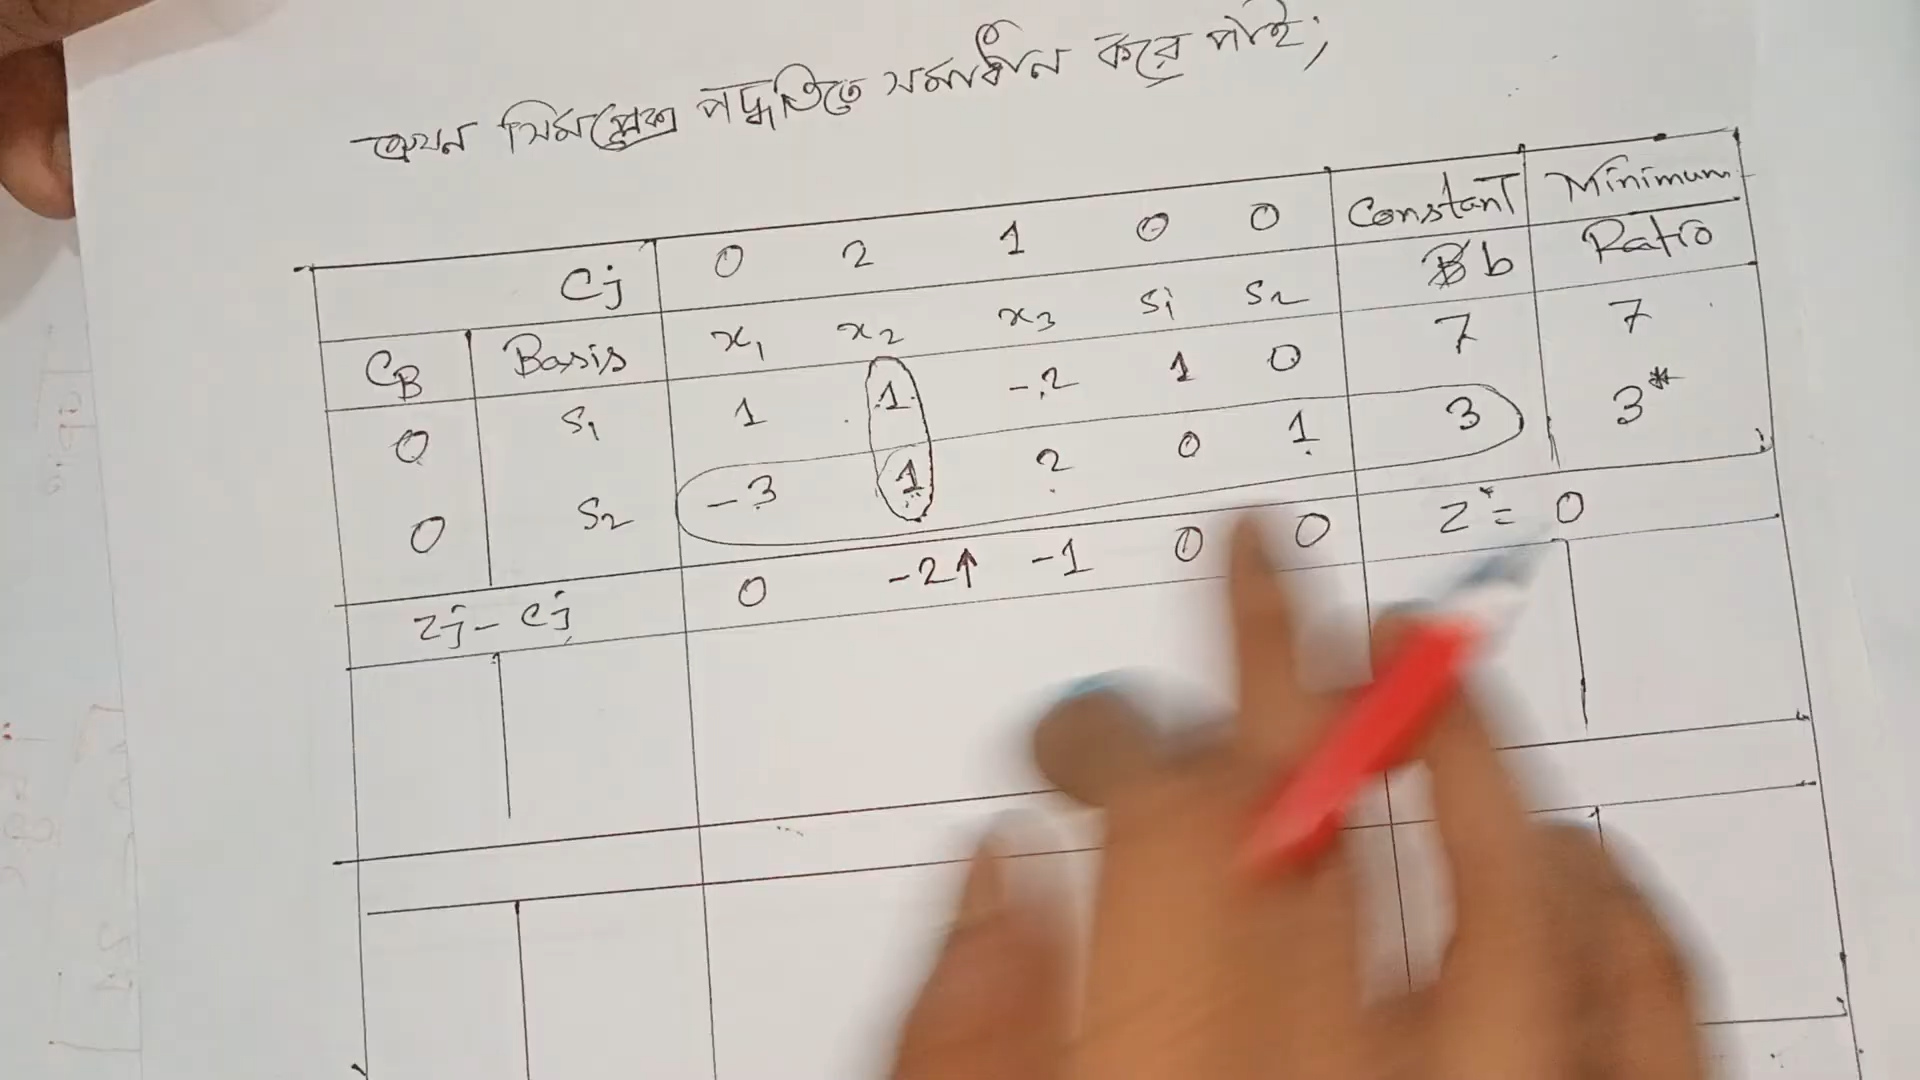 এখন সিমপ্লেক্স পদ্ধতিতে সমাধান করে পাই;
Cj 0 2 1 0 0 Constant Minimum
CB Basis x₁ x₂ x₃ S₁ S₂ b Ratio
0 S₁ 1 1 -2 1 0 7 7
0 S₂ -3 1 2 0 1 3 3*
Zj - Cj 0 -2↑ -1 0 0 Z* = 0